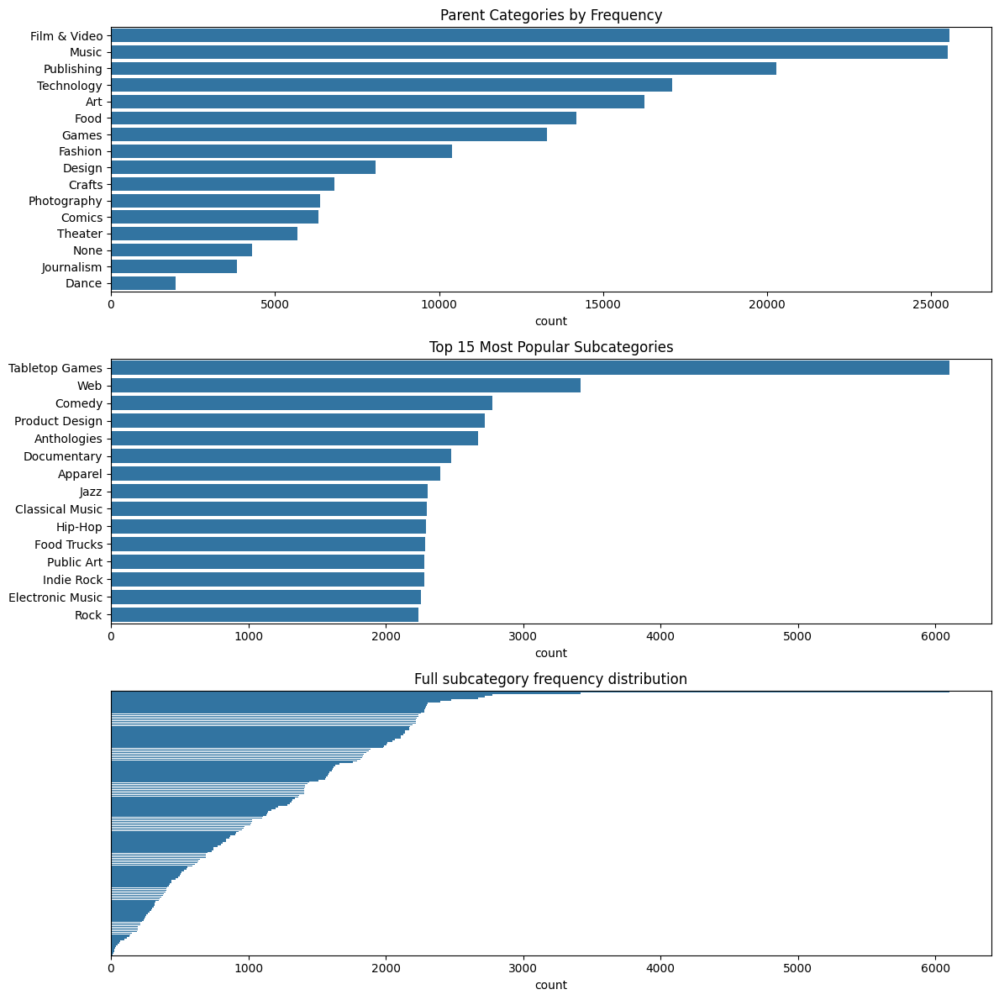 Parent Categories by Frequency
Film & Video
Music
Publishing
Technology
Art
Food
Games
Fashion
Design
Crafts
Photography
Comics
Theater
None
Journalism
Dance
0 5000 10000 15000 20000 25000
count
Top 15 Most Popular Subcategories
Tabletop Games
Web
Comedy
Product Design
Anthologies
Documentary
Apparel
Jazz
Classical Music
Hip-Hop
Food Trucks
Public Art
Indie Rock
Electronic Music
Rock
0 1000 2000 3000 4000 5000 6000
count
Full subcategory frequency distribution
0 1000 2000 3000 4000 5000 6000
count